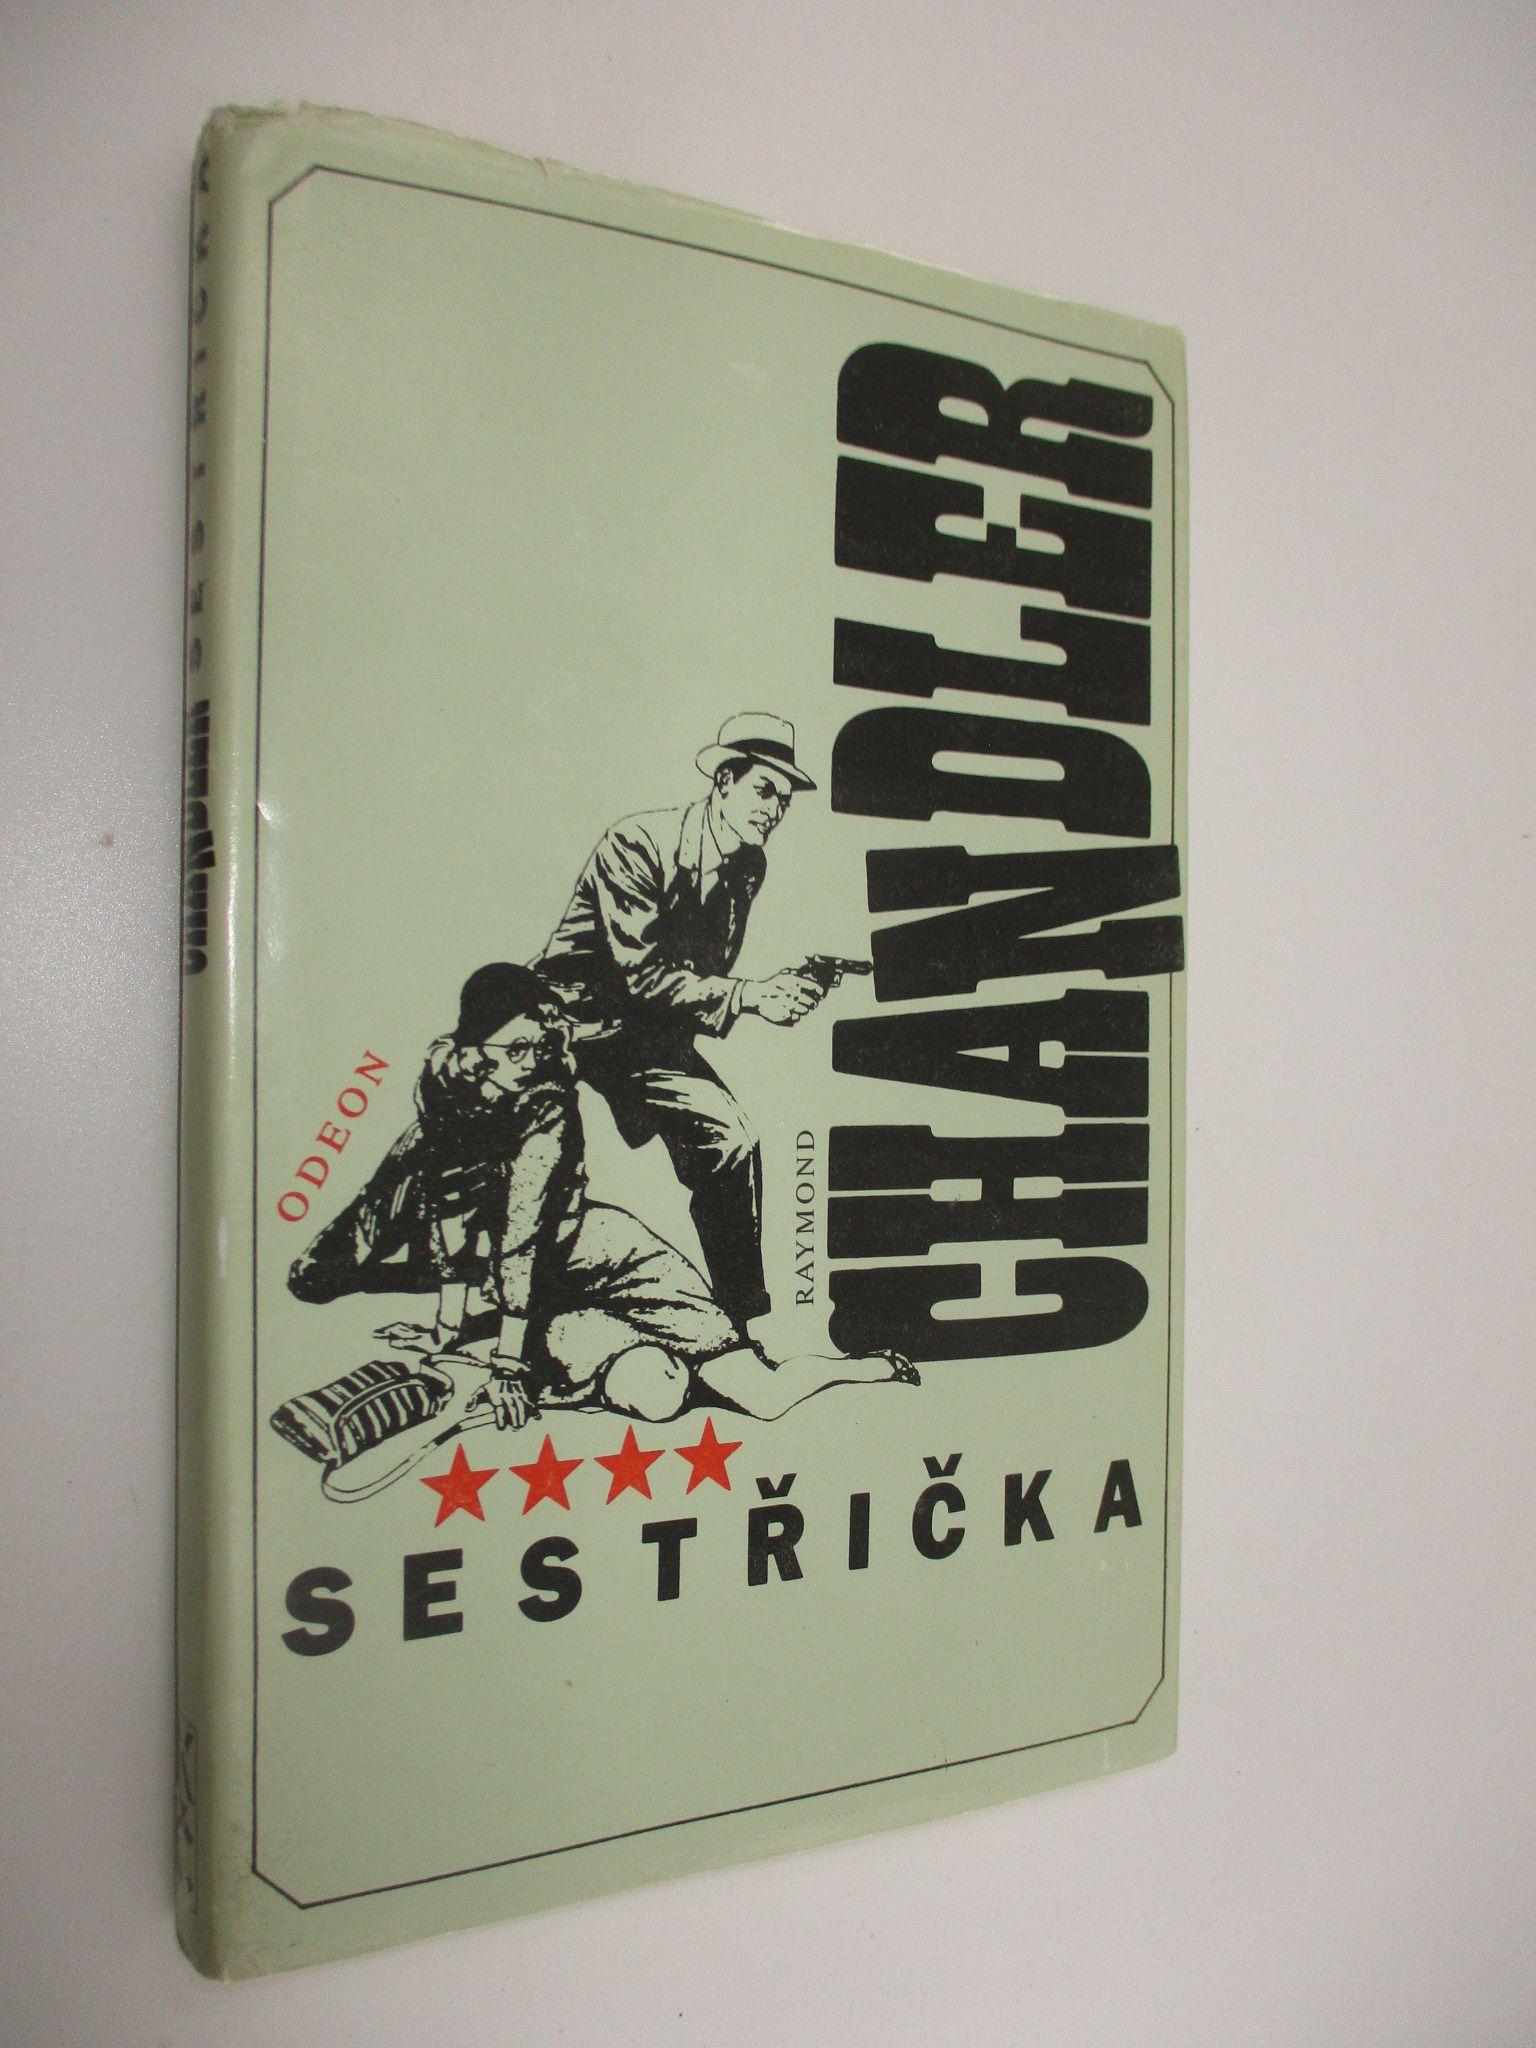 ODEON
RAYMOND
CHANDLER
SESTŘIČKA
CHANDLER SESTŘIČKA